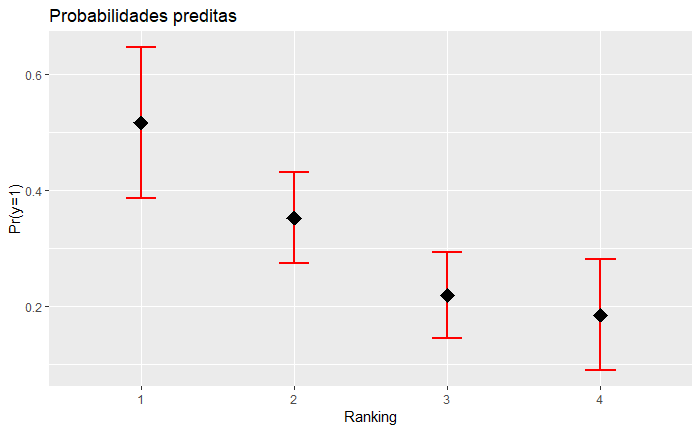 Probabilidades preditas
Pr(y=1)
0.6
0.4
0.2
1 2 3 4
Ranking